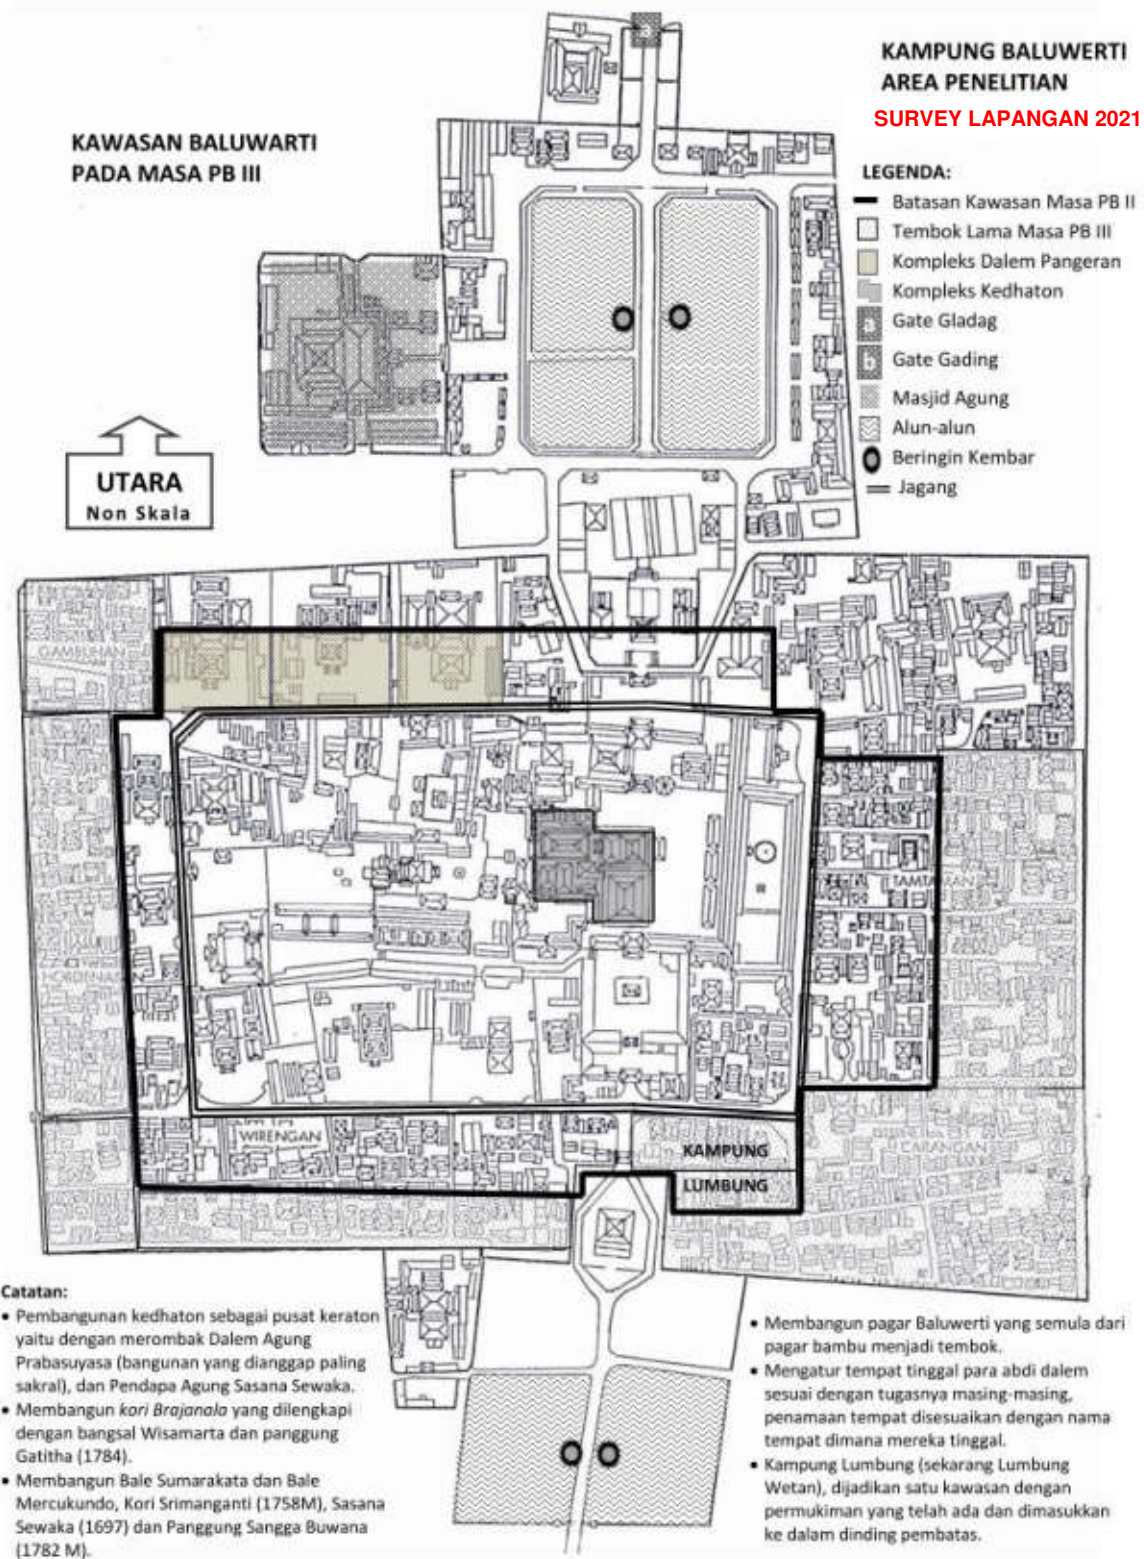 KAMPUNG BALUWERTI
AREA PENELITIAN
SURVEY LAPANGAN 2021
KAWASAN BALUWARTI
PADA MASA PB III
LEGENDA:
Batasan Kawasan Masa PB II
Tembok Lama Masa PB III
Kompleks Dalem Pangeran
Kompleks Kedhaton
Gate Gladag
Gate Gading
Masjid Agung
Alun-alun
Beringin Kembar
Jagang
UTARA
Non Skala
GAMBUHAN
TAMTAMAN
WIRENGAN
CARANGAN
KAMPUNG
LUMBUNG
Catatan:
• Pembangunan kedhaton sebagai pusat keraton
yaitu dengan merombak Dalem Agung
Prabasuyasa (bangunan yang dianggap paling
sakral), dan Pendapa Agung Sasana Sewaka.
• Membangun kori Brajanala yang dilengkapi
dengan bangsal Wisamarta dan panggung
Gatitha (1784).
• Membangun Bale Sumarakata dan Bale
Mercukundo, Kori Srimanganti (1758M), Sasana
Sewaka (1697) dan Panggung Sangga Buwana
(1782 M).
• Membangun pagar Baluwerti yang semula dari
pagar bambu menjadi tembok.
• Mengatur tempat tinggal para abdi dalem
sesuai dengan tugasnya masing-masing,
penamaan tempat disesuaikan dengan nama
tempat dimana mereka tinggal.
• Kampung Lumbung (sekarang Lumbung
Wetan), dijadikan satu kawasan dengan
permukiman yang telah ada dan dimasukkan
ke dalam dinding pembatas.